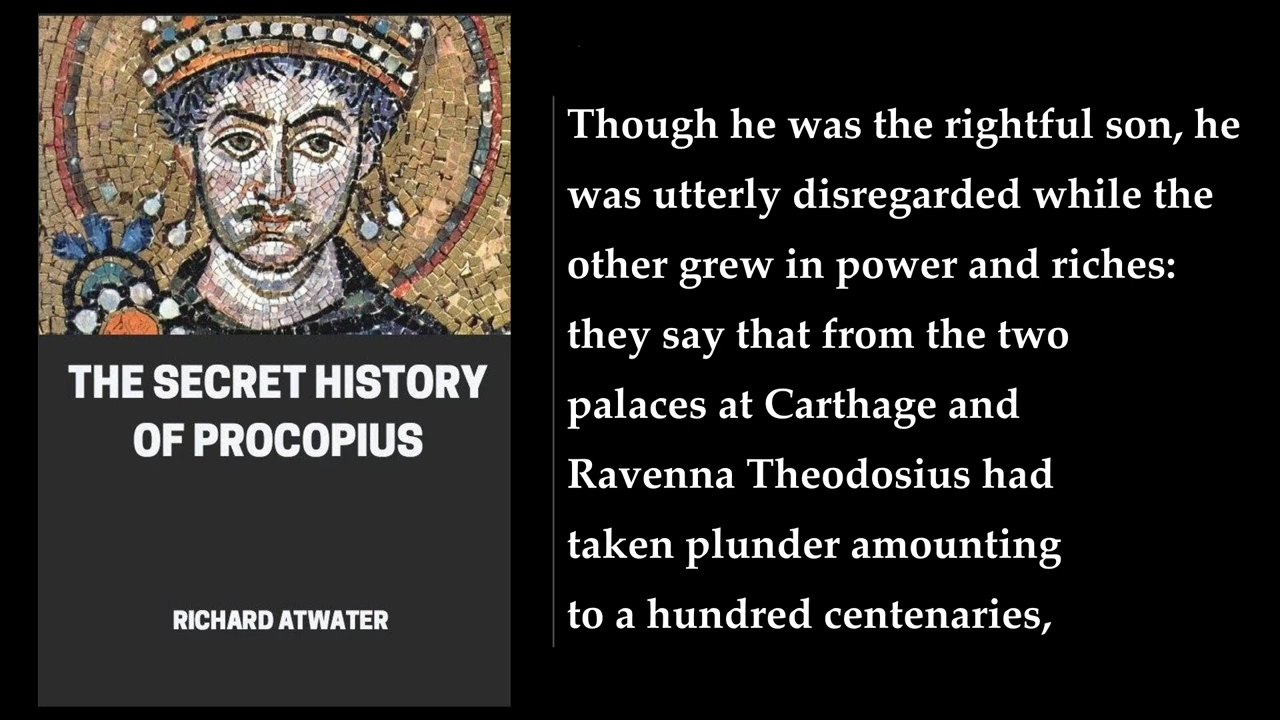 THE SECRET HISTORY
OF PROCOPIUS
RICHARD ATWATER
Though he was the rightful son, he
was utterly disregarded while the
other grew in power and riches:
they say that from the two
palaces at Carthage and
Ravenna Theodosius had
taken plunder amounting
to a hundred centenaries,